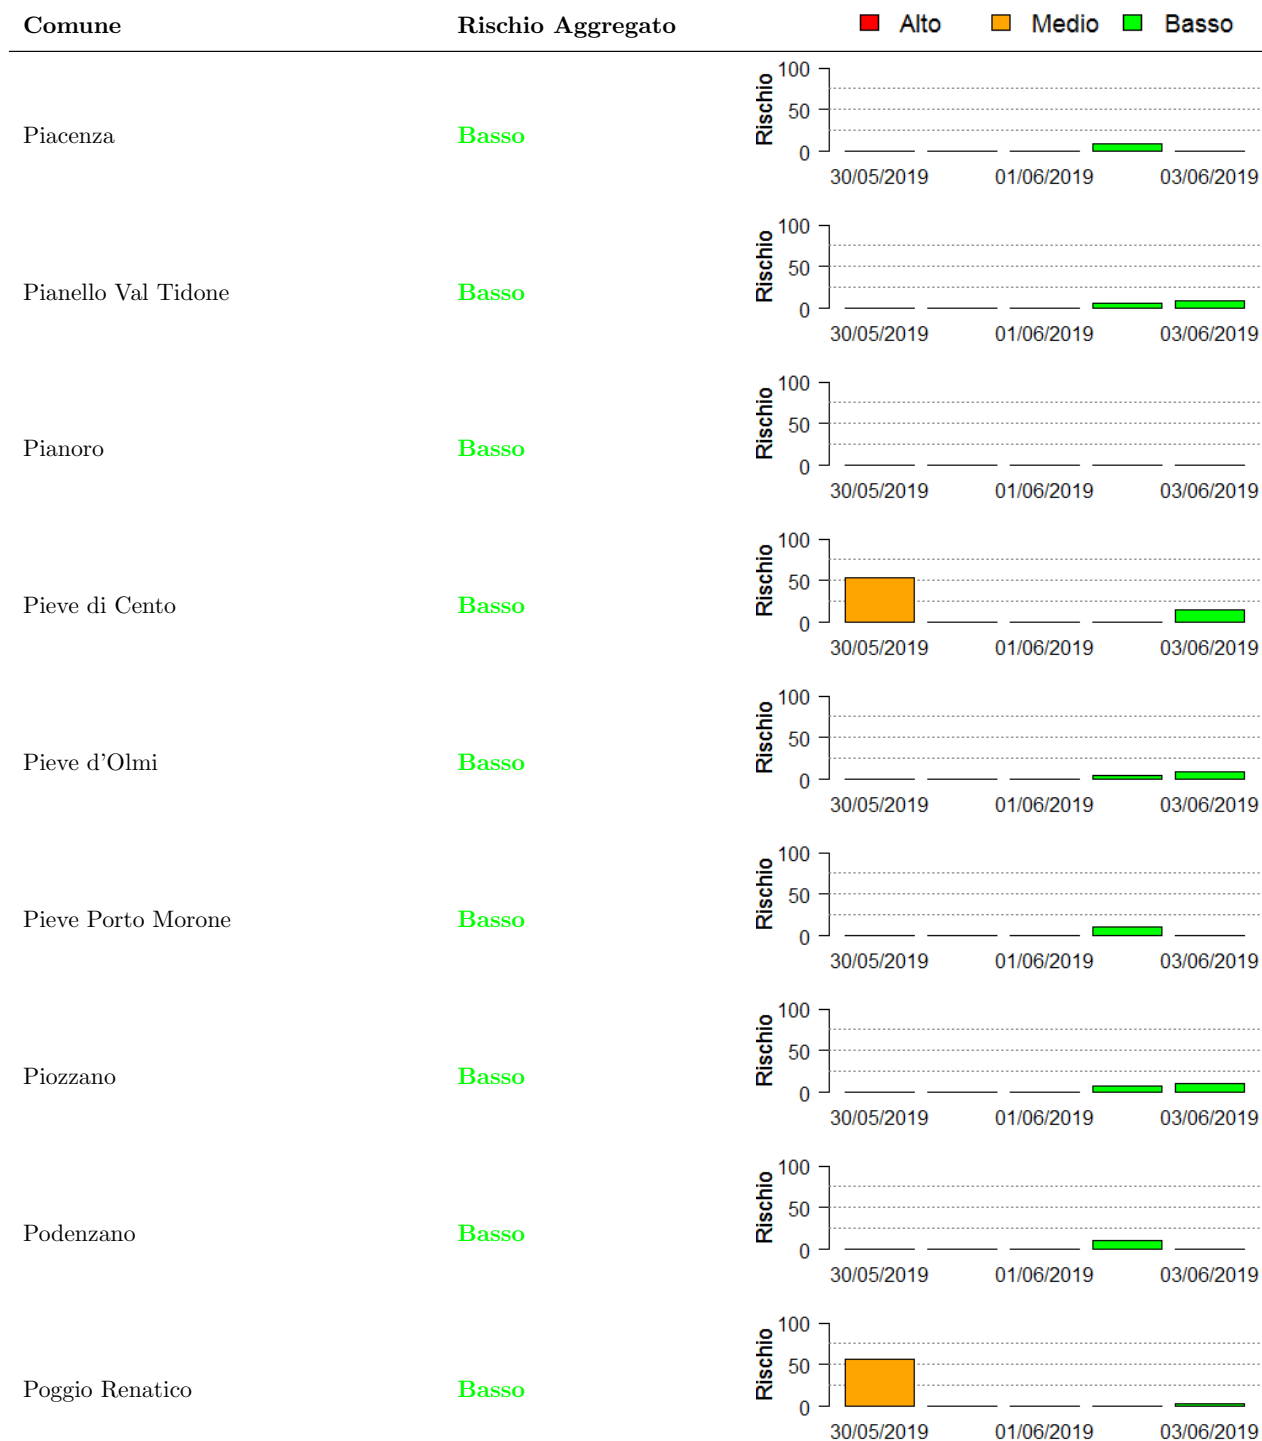 Comune Rischio Aggregato Alto Medio Basso
100
50
0
Rischio
Piacenza Basso
30/05/2019 01/06/2019 03/06/2019
100
50
0
Rischio
Pianello Val Tidone Basso
30/05/2019 01/06/2019 03/06/2019
100
50
0
Rischio
Pianoro Basso
30/05/2019 01/06/2019 03/06/2019
100
50
0
Rischio
Pieve di Cento Basso
30/05/2019 01/06/2019 03/06/2019
100
50
0
Rischio
Pieve d'Olmi Basso
30/05/2019 01/06/2019 03/06/2019
100
50
0
Rischio
Pieve Porto Morone Basso
30/05/2019 01/06/2019 03/06/2019
100
50
0
Rischio
Piozzano Basso
30/05/2019 01/06/2019 03/06/2019
100
50
0
Rischio
Podenzano Basso
30/05/2019 01/06/2019 03/06/2019
100
50
0
Rischio
Poggio Renatico Basso
30/05/2019 01/06/2019 03/06/2019